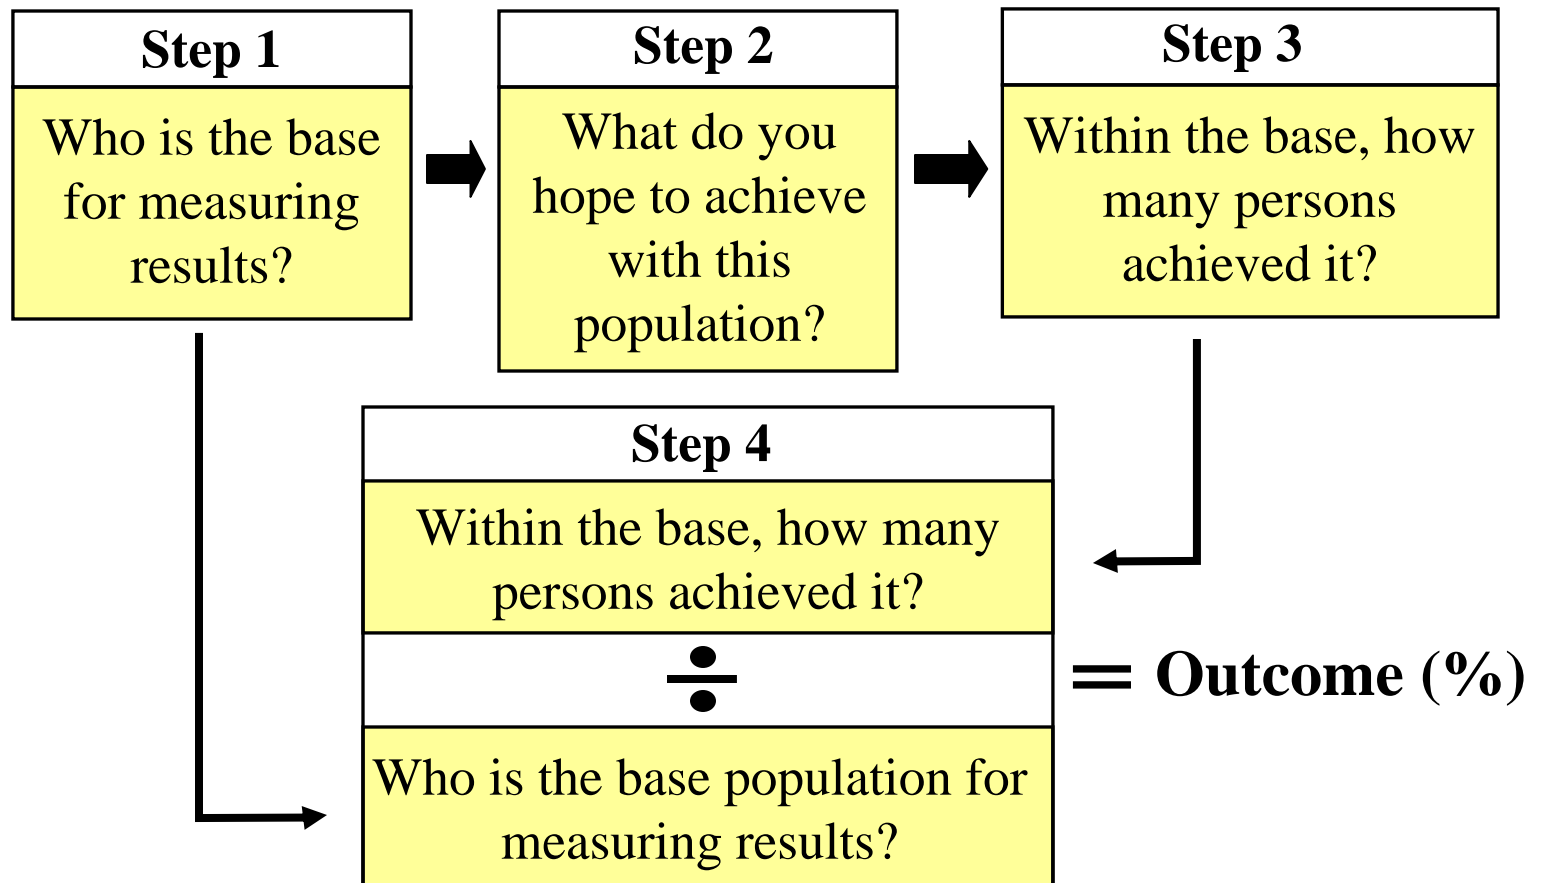 Step 1
Who is the base
for measuring
results?
Step 2
What do you
hope to achieve
with this
population?
Step 3
Within the base, how
many persons
achieved it?
Step 4
Within the base, how many
persons achieved it?
÷
Who is the base population for
measuring results?
= Outcome (%)